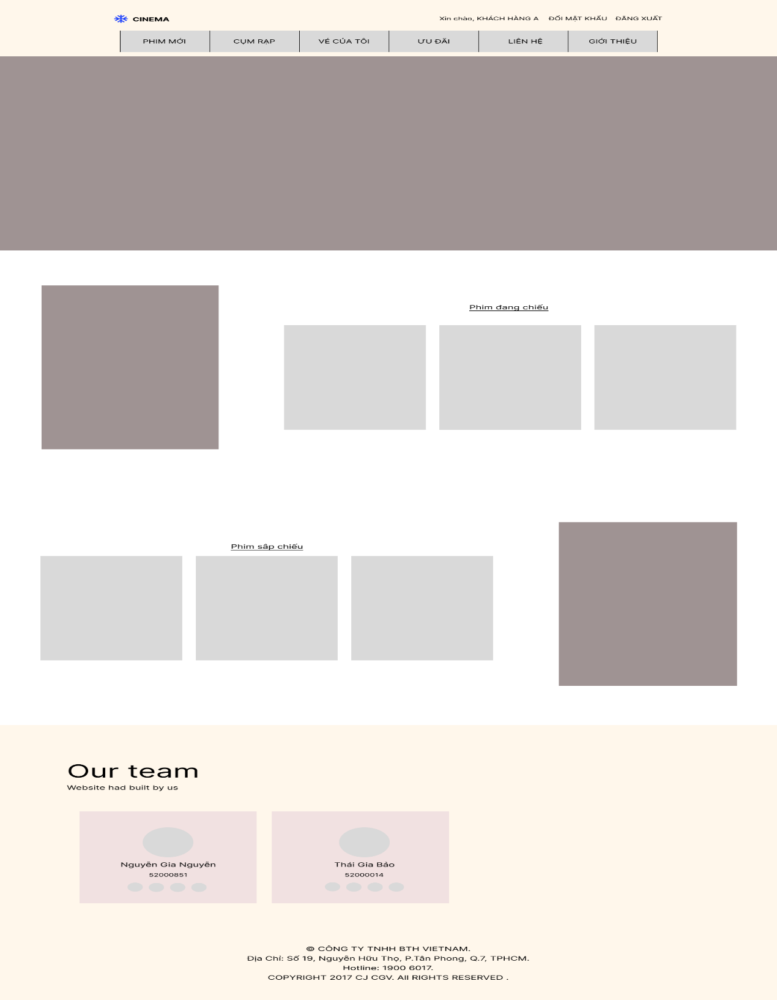 CINEMA
Xin chào, KHÁCH HÀNG A ĐỔI MẬT KHẨU ĐĂNG XUẤT
PHIM MỚI CỤM RẠP VÉ CỦA TÔI ƯU ĐÃI LIÊN HỆ GIỚI THIỆU
Phim đang chiếu
Phim sắp chiếu
Our team
Website had built by us
Nguyễn Gia Nguyễn
52000851
Thái Gia Bảo
52000014
© CÔNG TY TNHH BTH VIETNAM.
Địa Chỉ: Số 19, Nguyễn Hữu Thọ, P.Tân Phong, Q.7, TPHCM.
Hotline: 1900 6017.
COPYRIGHT 2017 CJ CGV. All RIGHTS RESERVED .